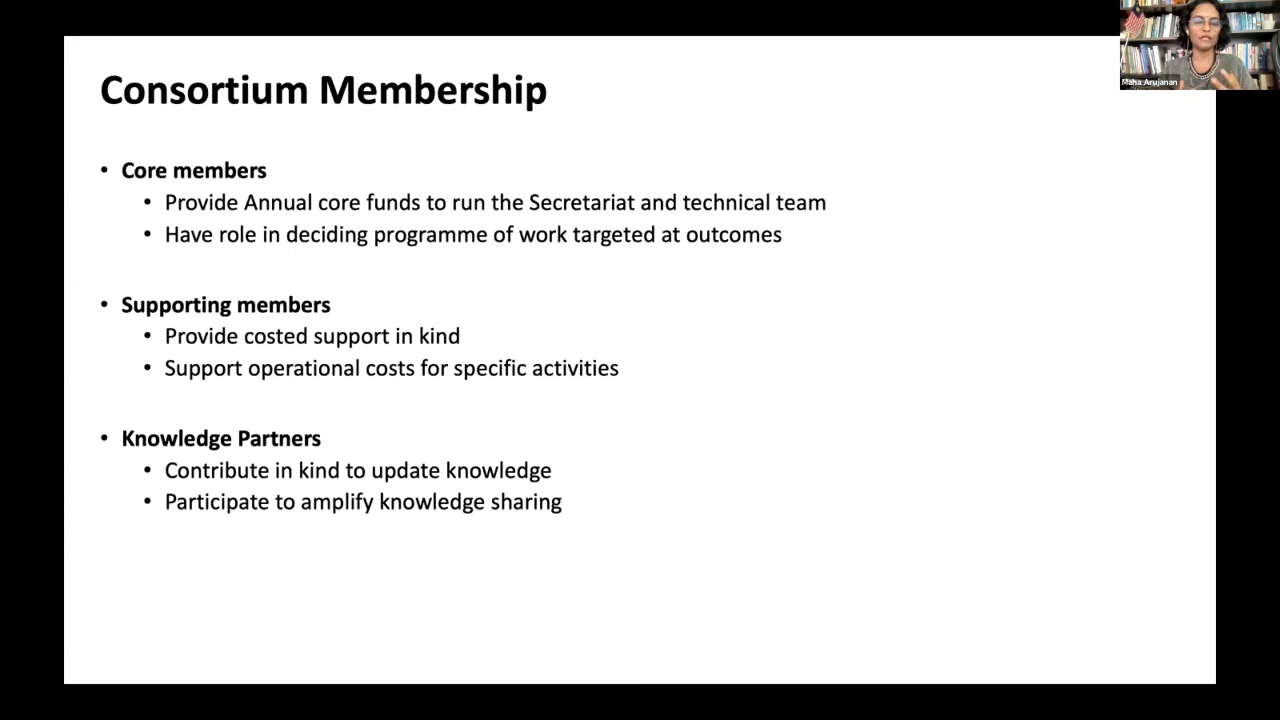 Maha Arujanan
Consortium Membership
• Core members
• Provide Annual core funds to run the Secretariat and technical team
• Have role in deciding programme of work targeted at outcomes
• Supporting members
• Provide costed support in kind
• Support operational costs for specific activities
• Knowledge Partners
• Contribute in kind to update knowledge
• Participate to amplify knowledge sharing